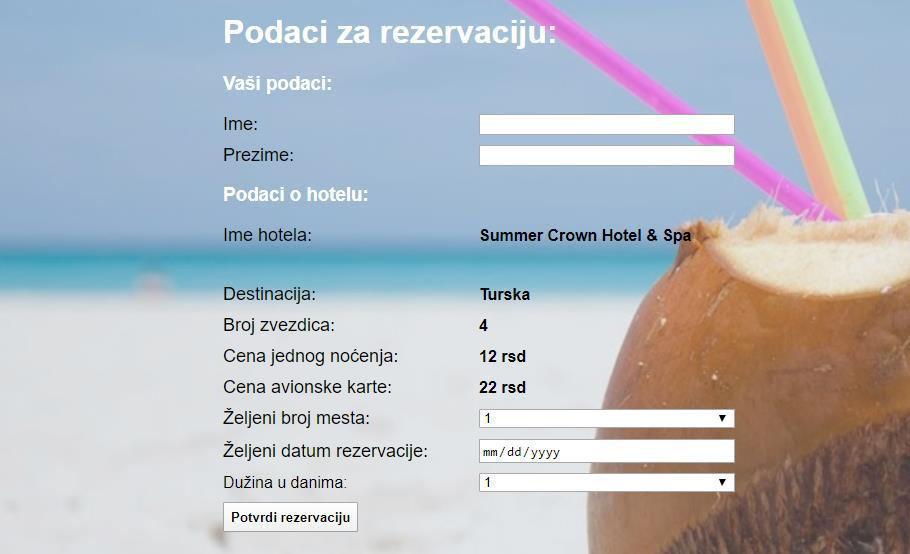 Podaci za rezervaciju:
Vaši podaci:
Ime:
Prezime:
Podaci o hotelu:
Ime hotela: Summer Crown Hotel & Spa
Destinacija: Turska
Broj zvezdica: 4
Cena jednog noćenja: 12 rsd
Cena avionske karte: 22 rsd
Željeni broj mesta: 1
Željeni datum rezervacije: mm/dd/yyyy
Dužina u danima: 1
Potvrdi rezervaciju